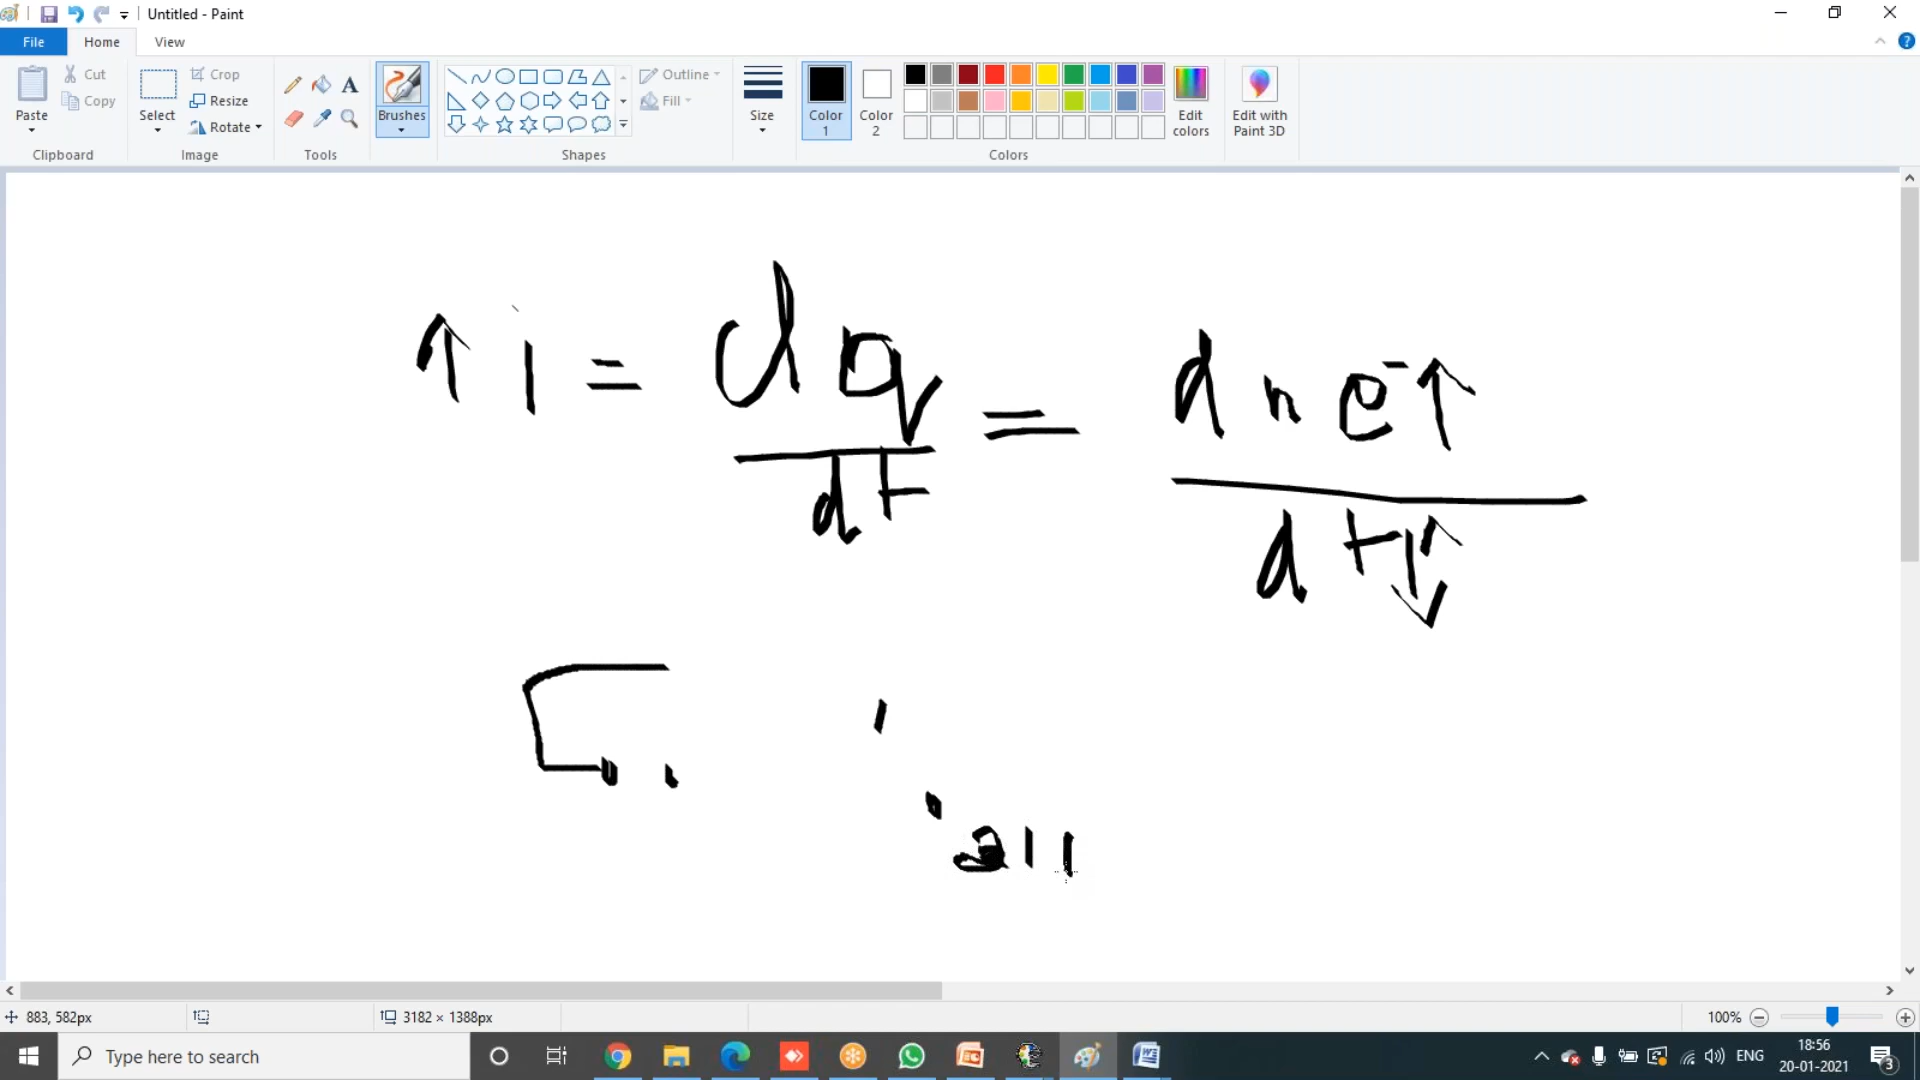 Untitled - Paint
File Home View
Cut
Copy
Paste
Clipboard
Crop
Resize
Rotate
Select
Image
A
Tools
Brushes
Outline
Fill
Shapes
Size
Color 1
Color 2
Edit colors
Edit with Paint 3D
Colors
↑ i = dq/dt = d n e⁻↑ / dt
883, 582px
3182 × 1388px
100%
Type here to search
ENG
18:56
20-01-2021
3